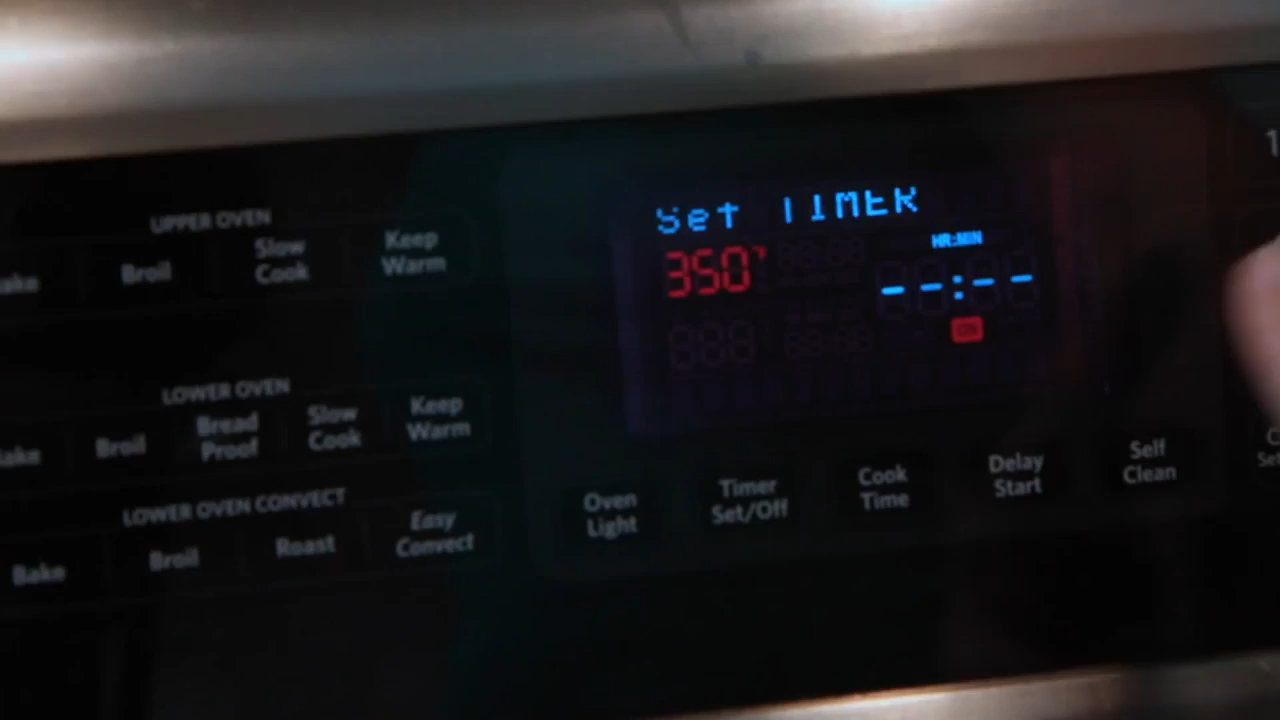 Set TIMER
350°
HR:MIN
--:--
ON
UPPER OVEN
Broil
Slow Cook
Keep Warm
LOWER OVEN
Broil
Bread Proof
Slow Cook
Keep Warm
LOWER OVEN CONVECT
Bake
Broil
Roast
Easy Convect
Oven Light
Timer Set/Off
Cook Time
Delay Start
Self Clean
1